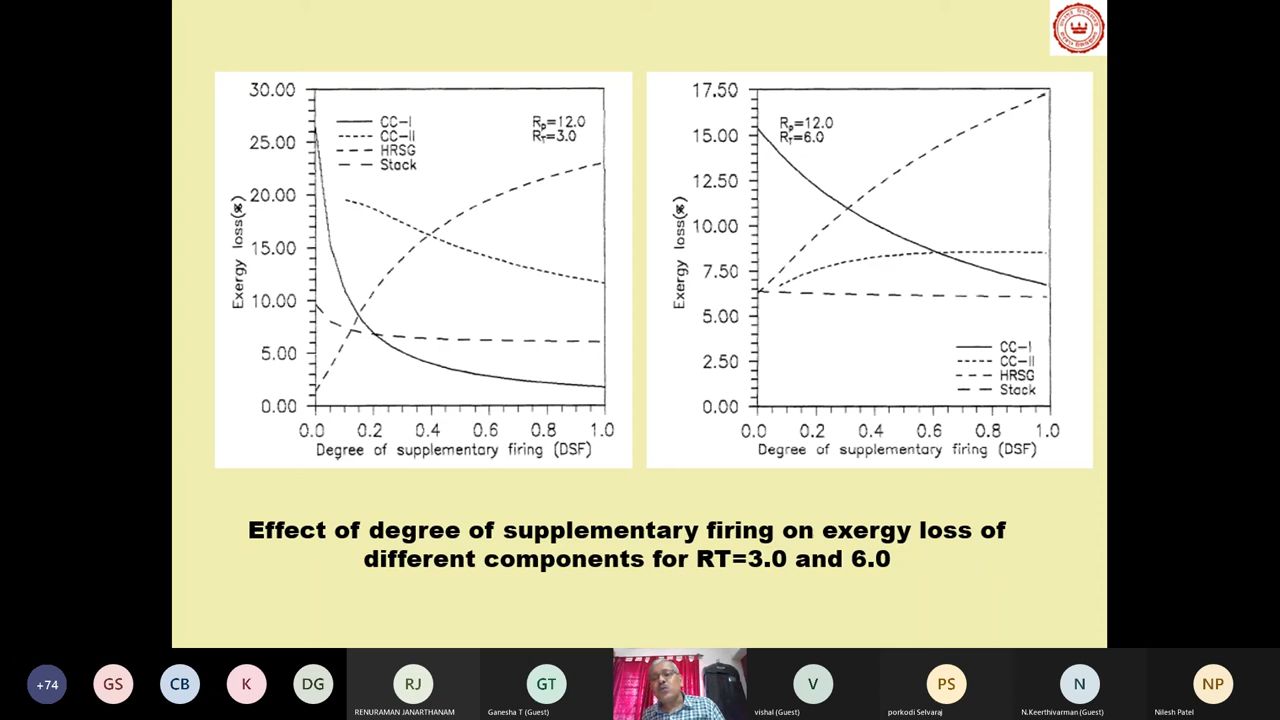 30.00
25.00
20.00
15.00
10.00
5.00
0.00
Exergy loss(%)
CC-I
CC-II
HRSG
Stack
Rp=12.0
RT=3.0
0.0 0.2 0.4 0.6 0.8 1.0
Degree of supplementary firing (DSF)
17.50
15.00
12.50
10.00
7.50
5.00
2.50
0.00
Exergy loss(%)
Rp=12.0
RT=6.0
CC-I
CC-II
HRSG
Stack
0.0 0.2 0.4 0.6 0.8 1.0
Degree of supplementary firing (DSF)
Effect of degree of supplementary firing on exergy loss of
different components for RT=3.0 and 6.0
+74 GS CB K DG RJ GT V PS N NP
RENURAMAN JANARTHANAM Ganesha T (Guest) vishal (Guest) porkodi Selvaraj N.Keerthivarman (Guest) Nilesh Patel